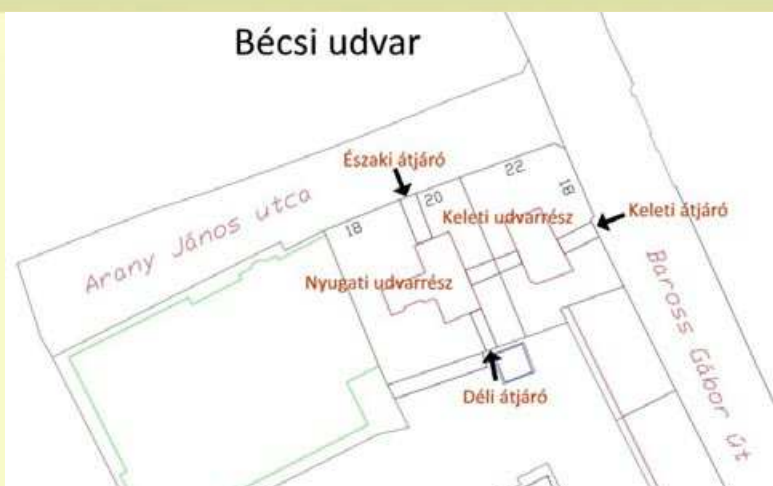 Bécsi udvar
Északi átjáró
Arany János utca
18
20
22
18
Keleti udvarrész
Keleti átjáró
Nyugati udvarrész
Baross Gábor út
Déli átjáró